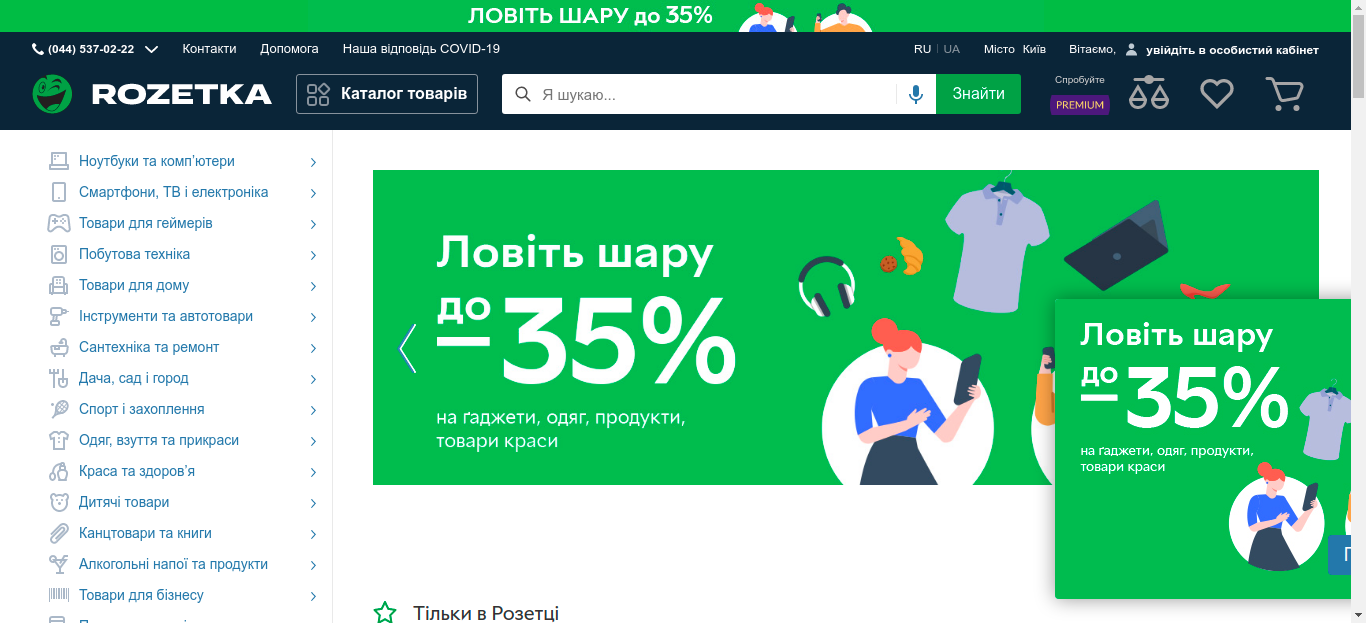 ЛОВІТЬ ШАРУ до 35%
(044) 537-02-22
Контакти
Допомога
Наша відповідь COVID-19
RU
UA
Місто Київ
Вітаємо,
увійдіть в особистий кабінет
ROZETKA
Каталог товарів
Я шукаю...
Знайти
Спробуйте
PREMIUM
Ноутбуки та комп'ютери
Смартфони, ТВ і електроніка
Товари для геймерів
Побутова техніка
Товари для дому
Інструменти та автотовари
Сантехніка та ремонт
Дача, сад і город
Спорт і захоплення
Одяг, взуття та прикраси
Краса та здоров'я
Дитячі товари
Канцтовари та книги
Алкогольні напої та продукти
Товари для бізнесу
Ловіть шару
до
–35%
на ґаджети, одяг, продукти,
товари краси
Ловіть шару
до
–35%
на ґаджети, одяг, продукти,
товари краси
Тільки в Розетці